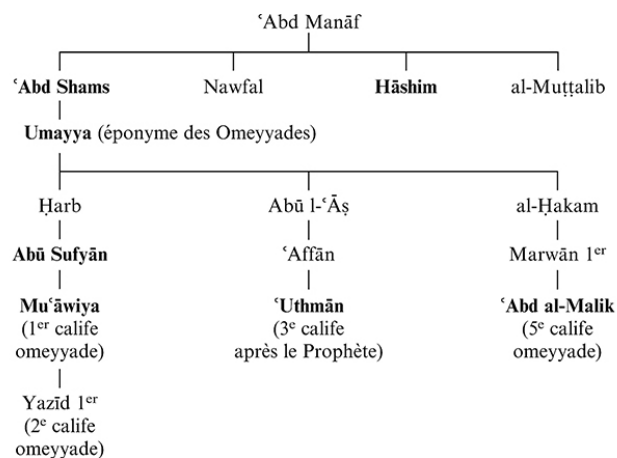 ʿAbd Manāf
ʿAbd Shams Nawfal Hāshim al-Muṭṭalib
Umayya (éponyme des Omeyyades)
Ḥarb Abū l-ʿĀṣ al-Ḥakam
Abū Sufyān ʿAffān Marwān 1er
Muʿāwiya ʿUthmān ʿAbd al-Malik
(1er calife (3e calife (5e calife
omeyyade) après le Prophète) omeyyade)
Yazīd 1er
(2e calife
omeyyade)